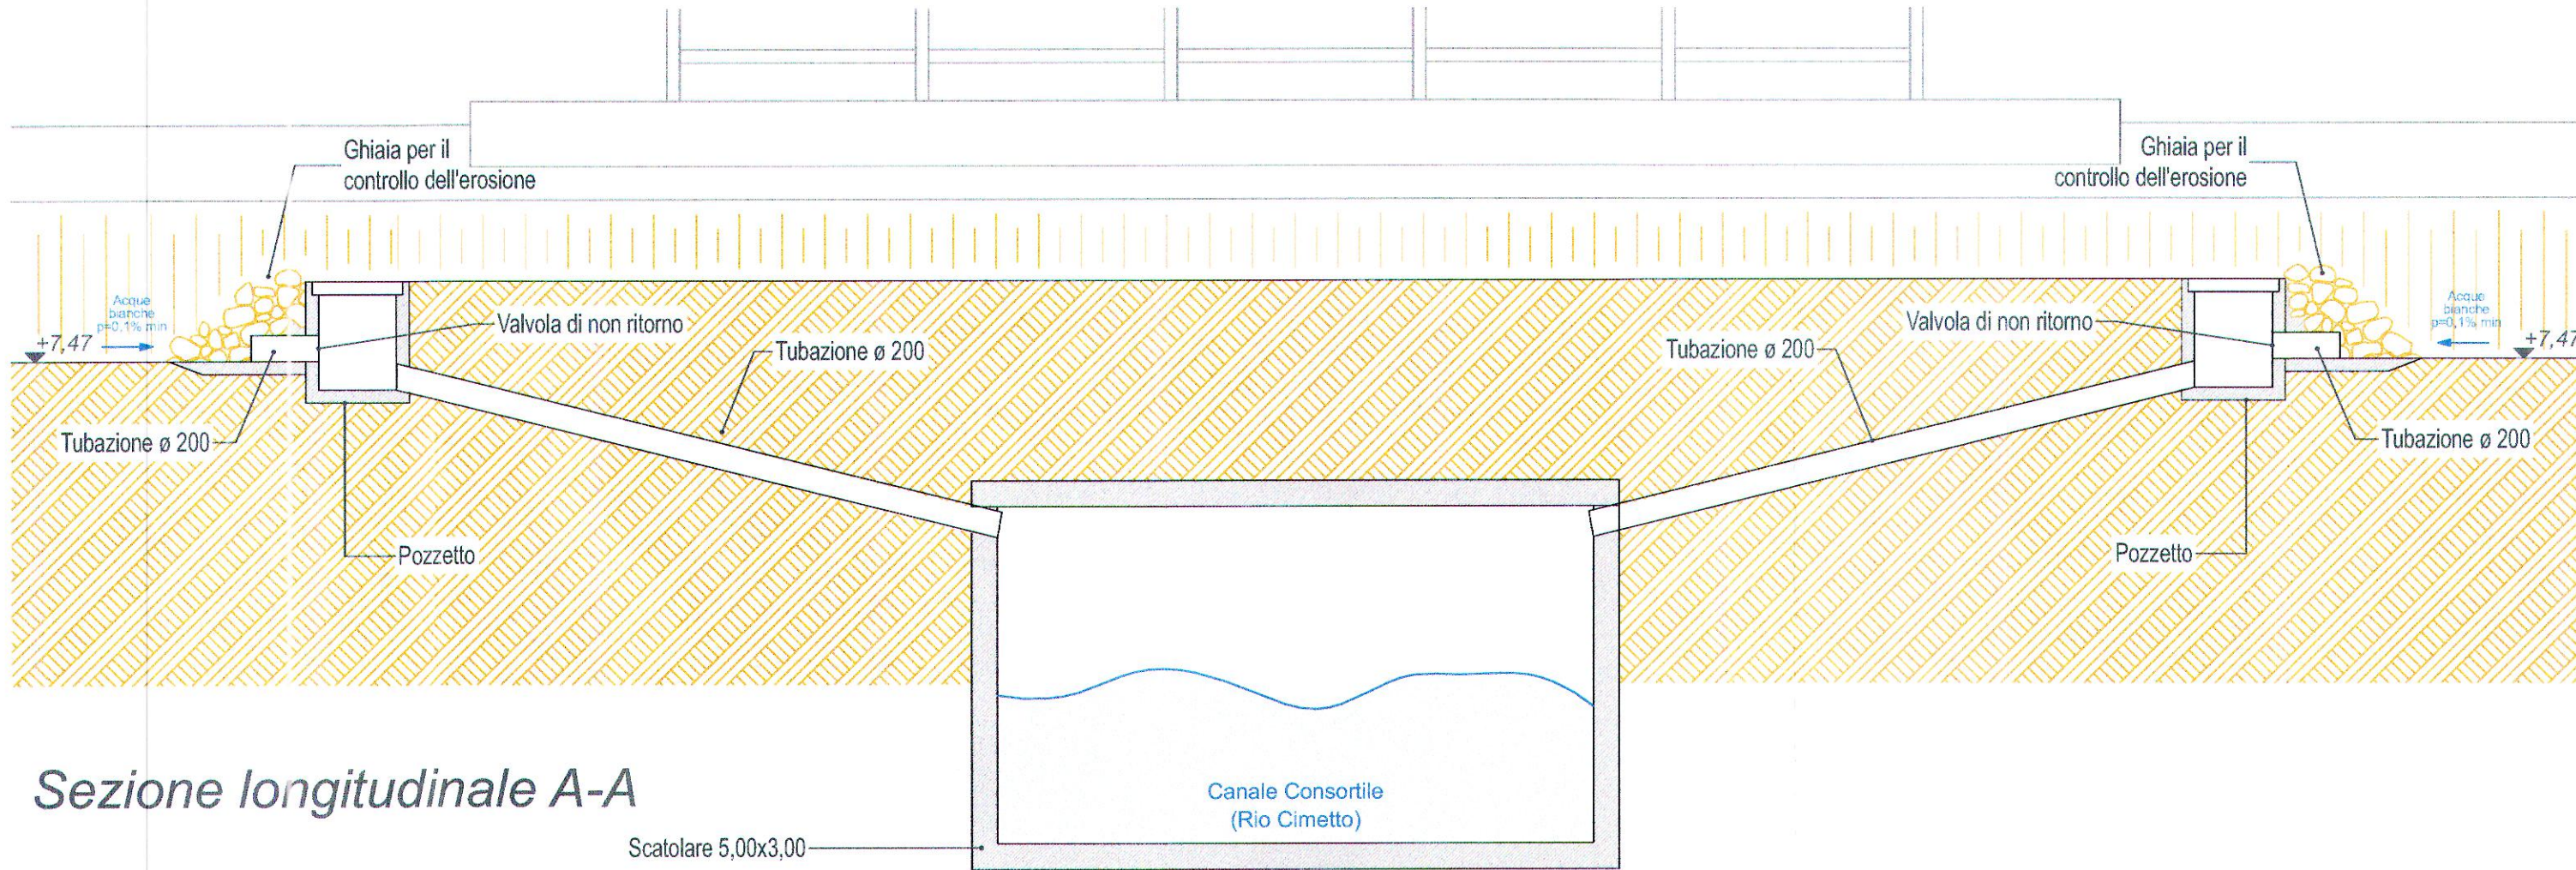 Ghiaia per il
controllo dell'erosione
Ghiaia per il
controllo dell'erosione
Acque
bianche
p=0,1% min
+7,47
Valvola di non ritorno
Tubazione ø 200
Tubazione ø 200
Valvola di non ritorno
Acque
bianche
p=0,1% min
+7,47
Tubazione ø 200
Tubazione ø 200
Pozzetto
Pozzetto
Sezione longitudinale A-A
Canale Consortile
(Rio Cimetto)
Scatolare 5,00x3,00